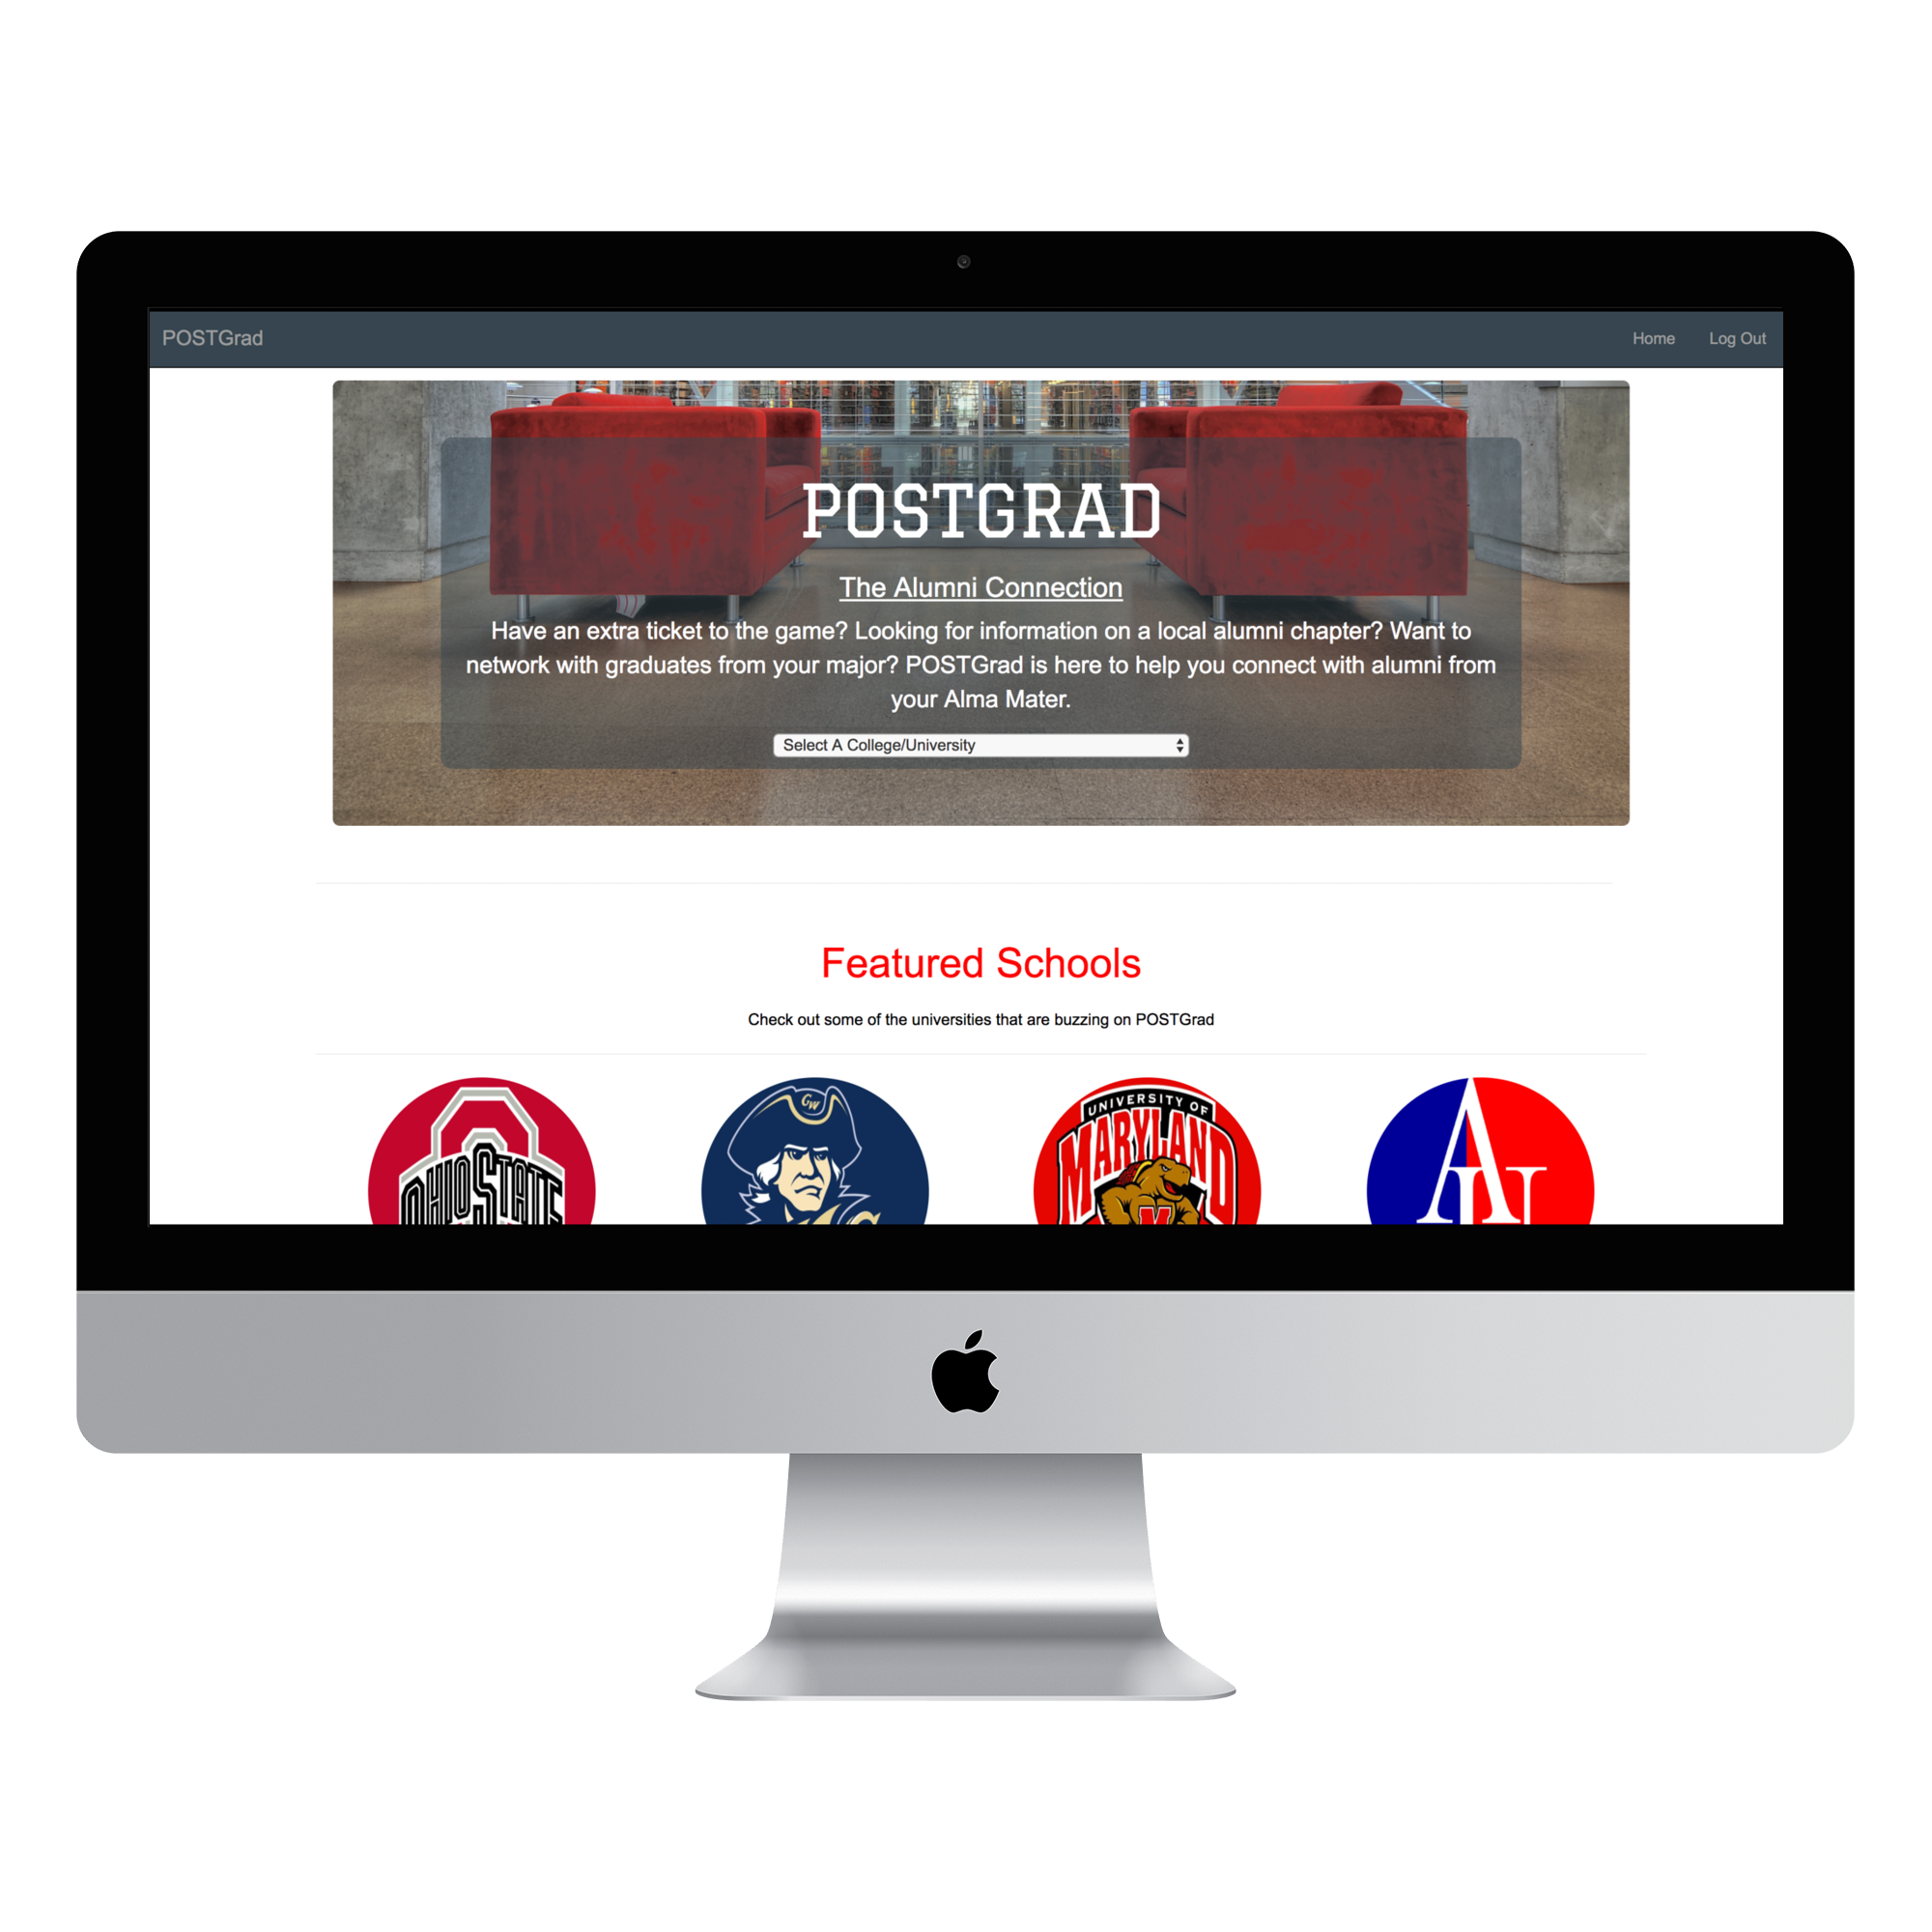 POSTGrad
Home Log Out
POSTGRAD
The Alumni Connection
Have an extra ticket to the game? Looking for information on a local alumni chapter? Want to
network with graduates from your major? POSTGrad is here to help you connect with alumni from
your Alma Mater.
Select A College/University
Featured Schools
Check out some of the universities that are buzzing on POSTGrad
OHIO STATE
GW
UNIVERSITY OF
MARYLAND
M